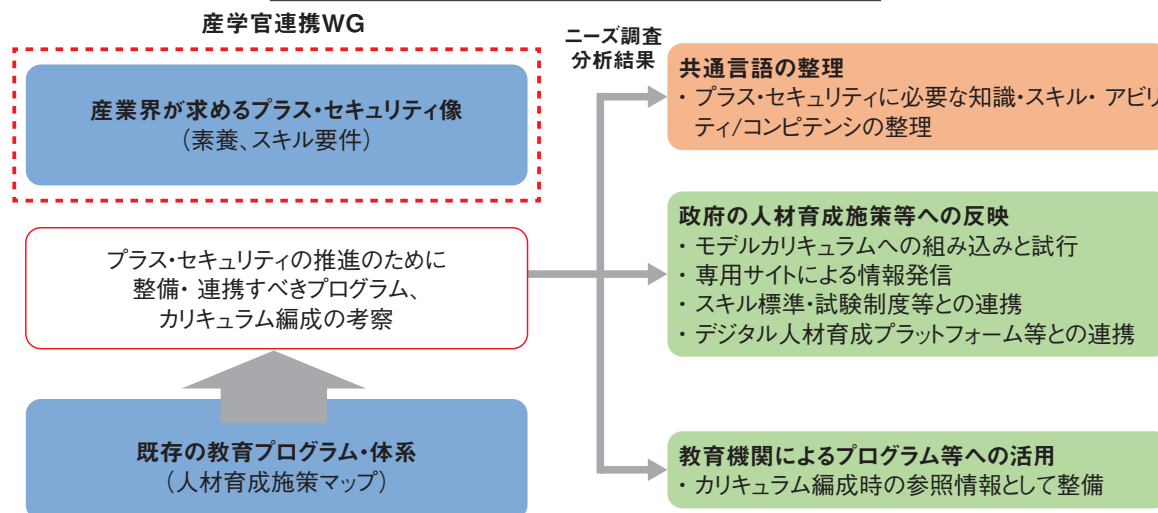 産学官連携WG
産業界が求めるプラス・セキュリティ像
（素養、スキル要件）
プラス・セキュリティの推進のために
整備・連携すべきプログラム、
カリキュラム編成の考察
既存の教育プログラム・体系
（人材育成施策マップ）
ニーズ調査
分析結果
共通言語の整理
・ プラス・セキュリティに必要な知識・スキル・ アビリ
ティ/コンピテンシの整理
政府の人材育成施策等への反映
・ モデルカリキュラムへの組み込みと試行
・ 専用サイトによる情報発信
・ スキル標準・試験制度等との連携
・ デジタル人材育成プラットフォーム等との連携
教育機関によるプログラム等への活用
・ カリキュラム編成時の参照情報として整備